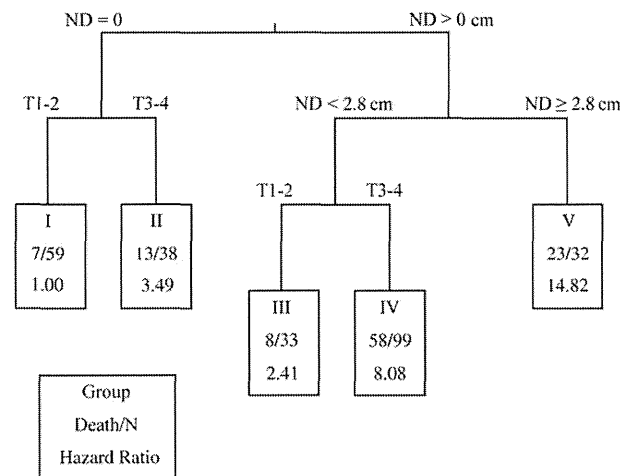 ND = 0
ND > 0 cm
T1-2
T3-4
ND < 2.8 cm
ND ≥ 2.8 cm
T1-2
T3-4
I
7/59
1.00
II
13/38
3.49
III
8/33
2.41
IV
58/99
8.08
V
23/32
14.82
Group
Death/N
Hazard Ratio